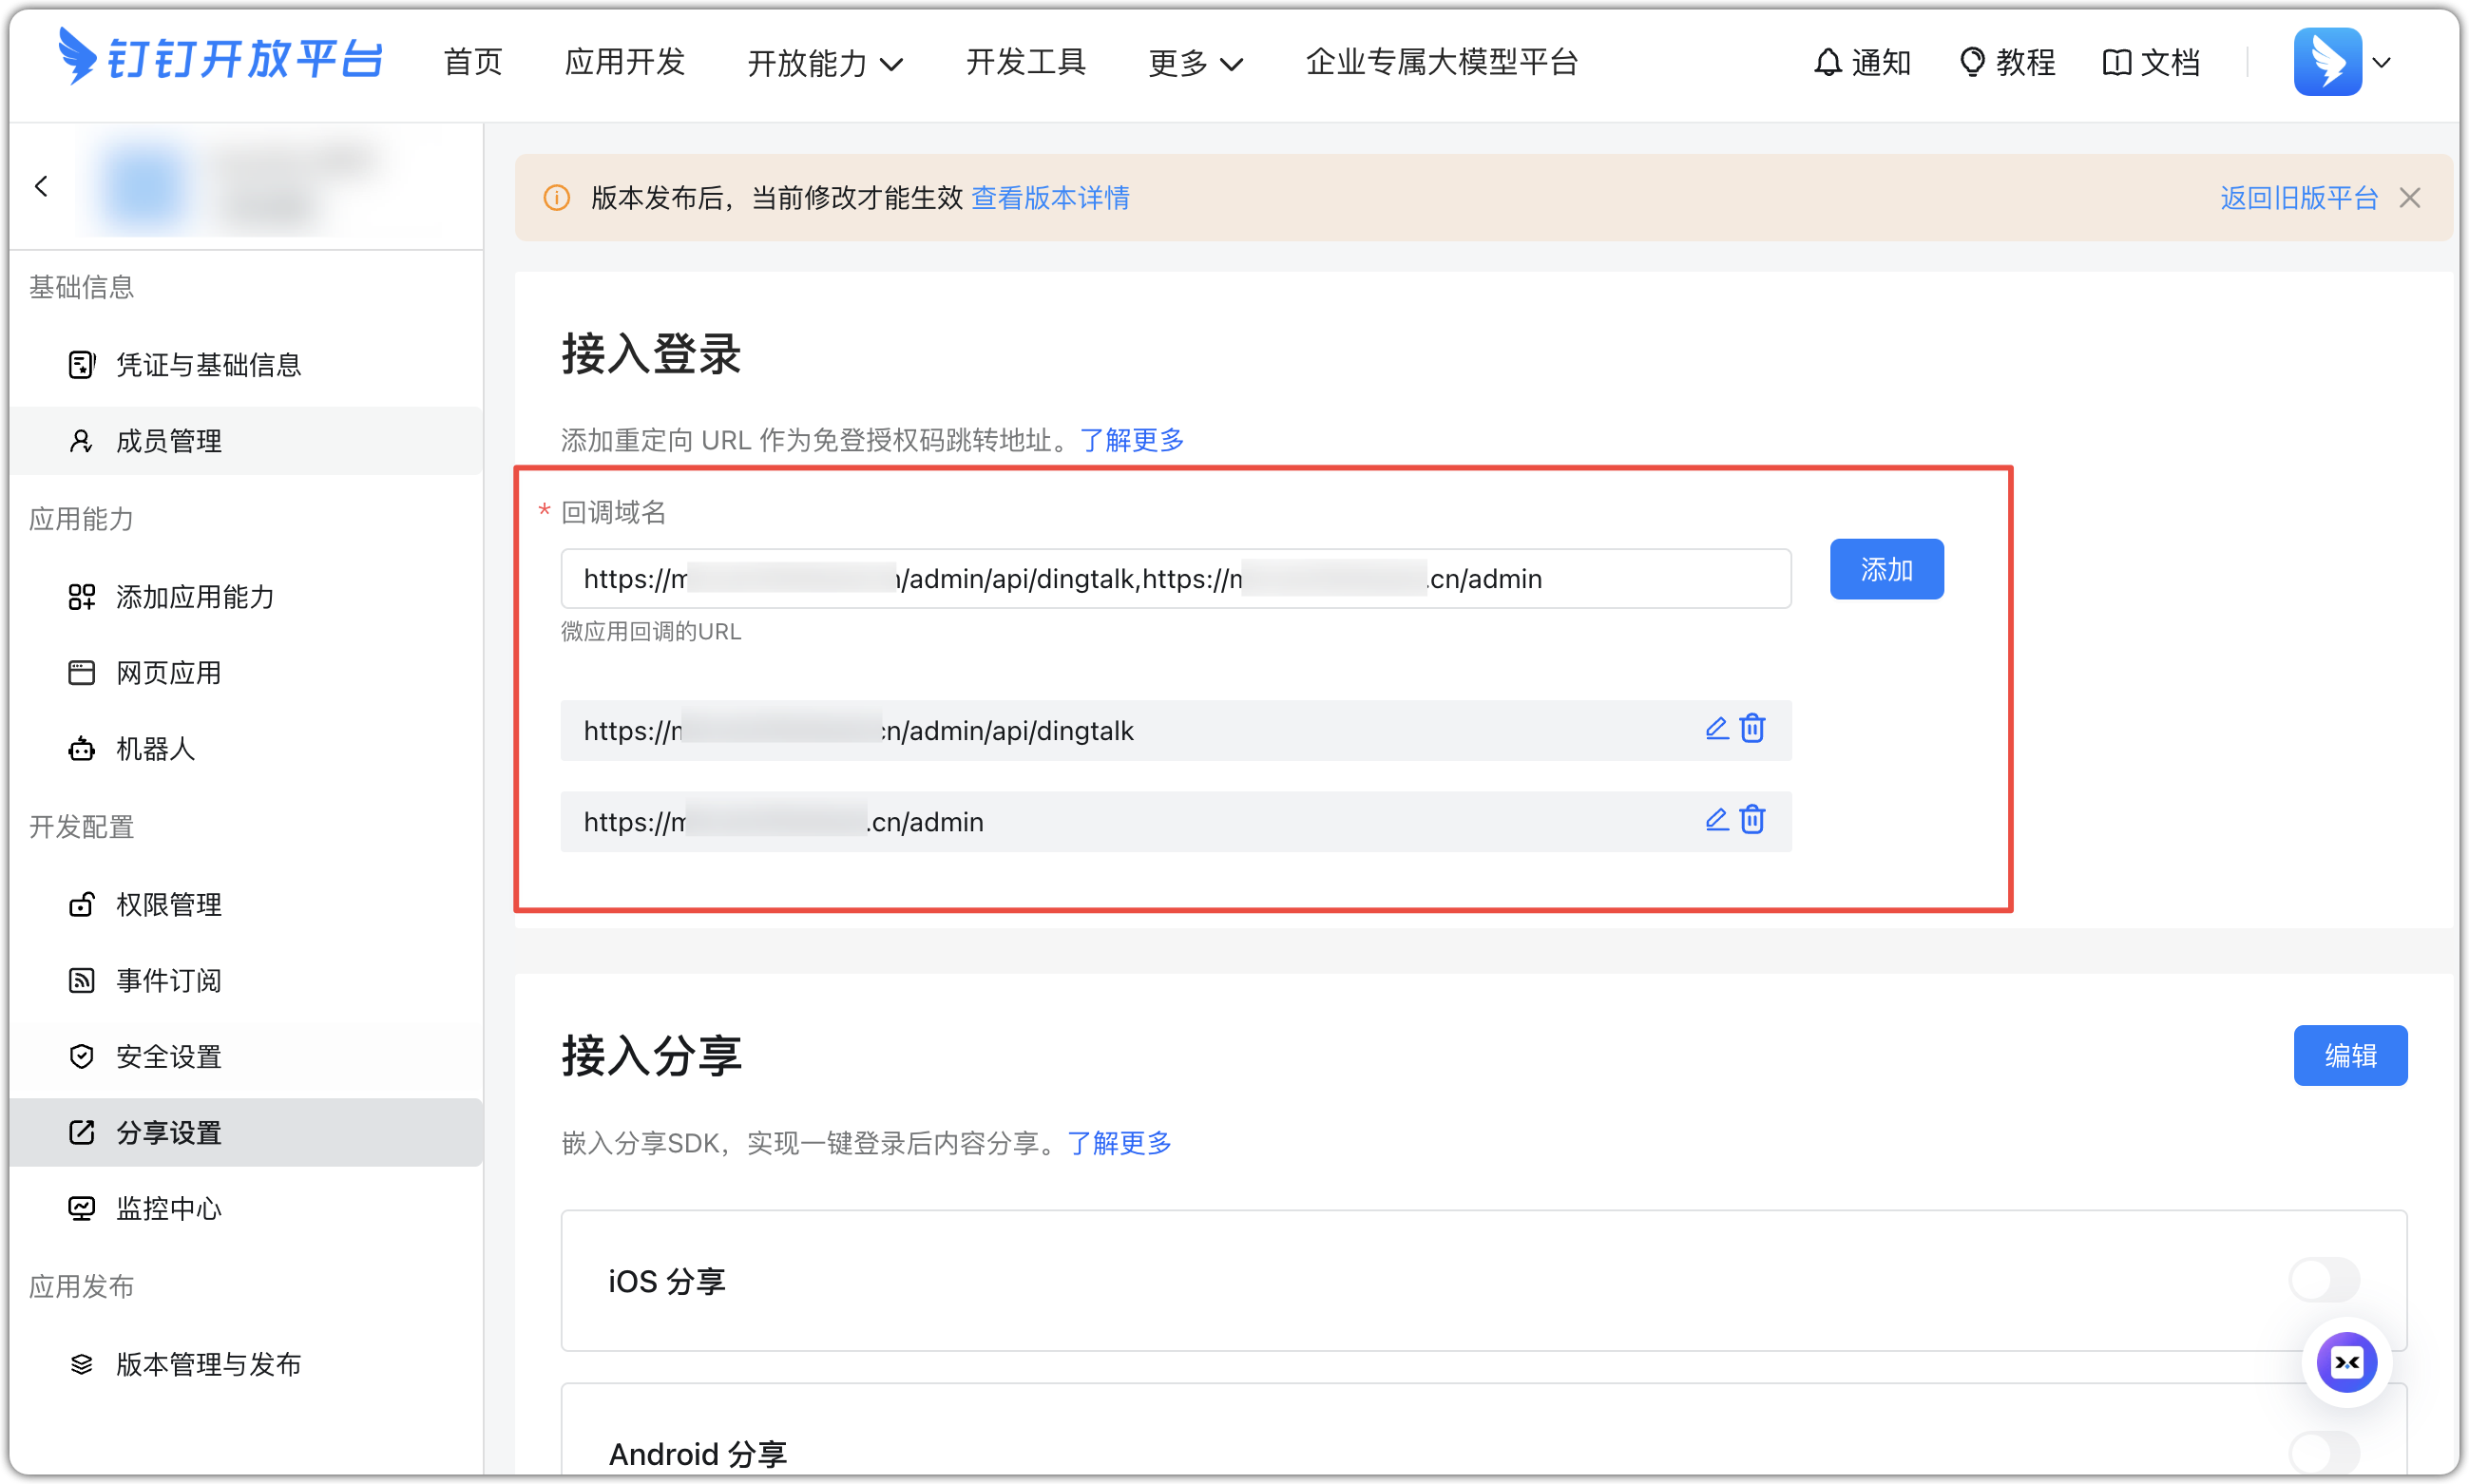 钉钉开放平台
首页
应用开发
开放能力
开发工具
更多
企业专属大模型平台
通知
教程
文档
基础信息
凭证与基础信息
成员管理
应用能力
添加应用能力
网页应用
机器人
开发配置
权限管理
事件订阅
安全设置
分享设置
监控中心
应用发布
版本管理与发布
版本发布后，当前修改才能生效 查看版本详情
返回旧版平台
接入登录
添加重定向 URL 作为免登授权码跳转地址。了解更多
* 回调域名
https://m /admin/api/dingtalk,https:// .cn/admin
添加
微应用回调的URL
https:// cn/admin/api/dingtalk
https://m .cn/admin
接入分享
编辑
嵌入分享SDK，实现一键登录后内容分享。了解更多
iOS 分享
Android 分享